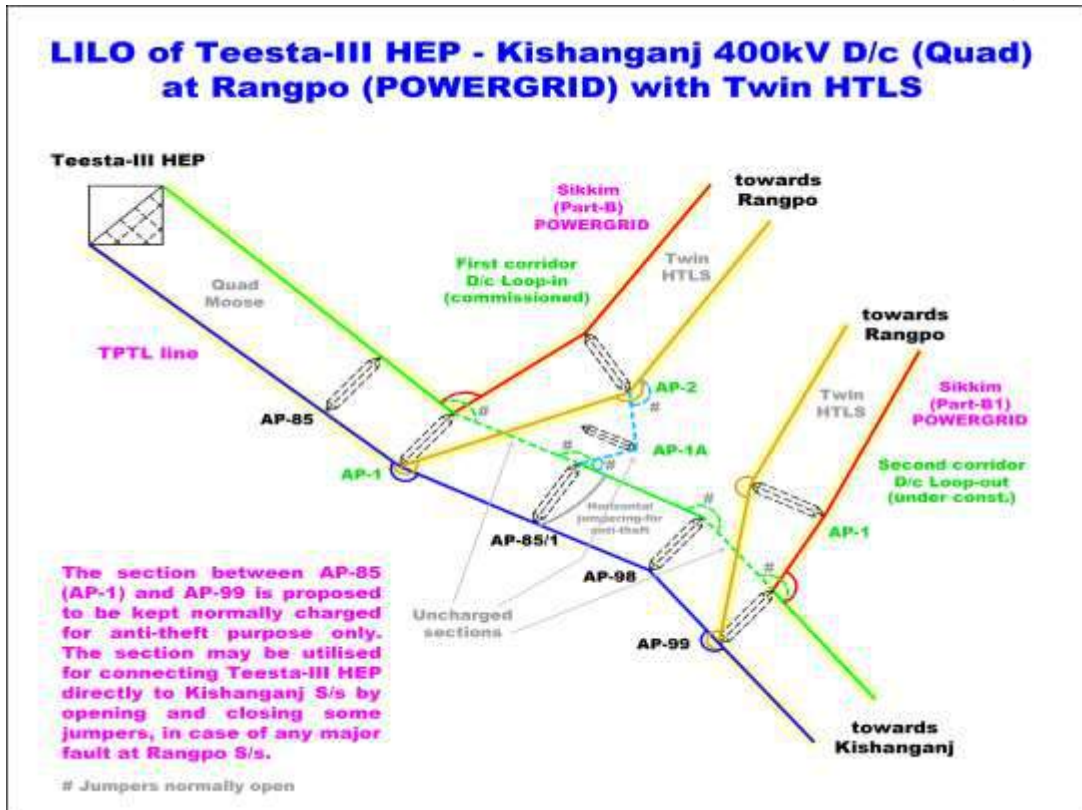 LILO of Teesta-III HEP - Kishanganj 400kV D/c (Quad)
at Rangpo (POWERGRID) with Twin HTLS
Teesta-III HEP
Sikkim
(Part-B)
POWERGRID
towards
Rangpo
First corridor
D/c Loop-in
(commissioned)
Twin
HTLS
Quad
Moose
TPTL line
towards
Rangpo
AP-85
#
AP-2
#
Twin
HTLS
Sikkim
(Part-B1)
POWERGRID
AP-1
#
#
AP-1A
Second corridor
D/c Loop-out
(under const.)
#
Horizontal
jumpering for
anti-theft
AP-1
AP-85/1
AP-98
#
Uncharged
sections
AP-99
The section between AP-85
(AP-1) and AP-99 is proposed
to be kept normally charged
for anti-theft purpose only.
The section may be utilised
for connecting Teesta-III HEP
directly to Kishanganj S/s by
opening and closing some
jumpers, in case of any major
fault at Rangpo S/s.
towards
Kishanganj
# Jumpers normally open